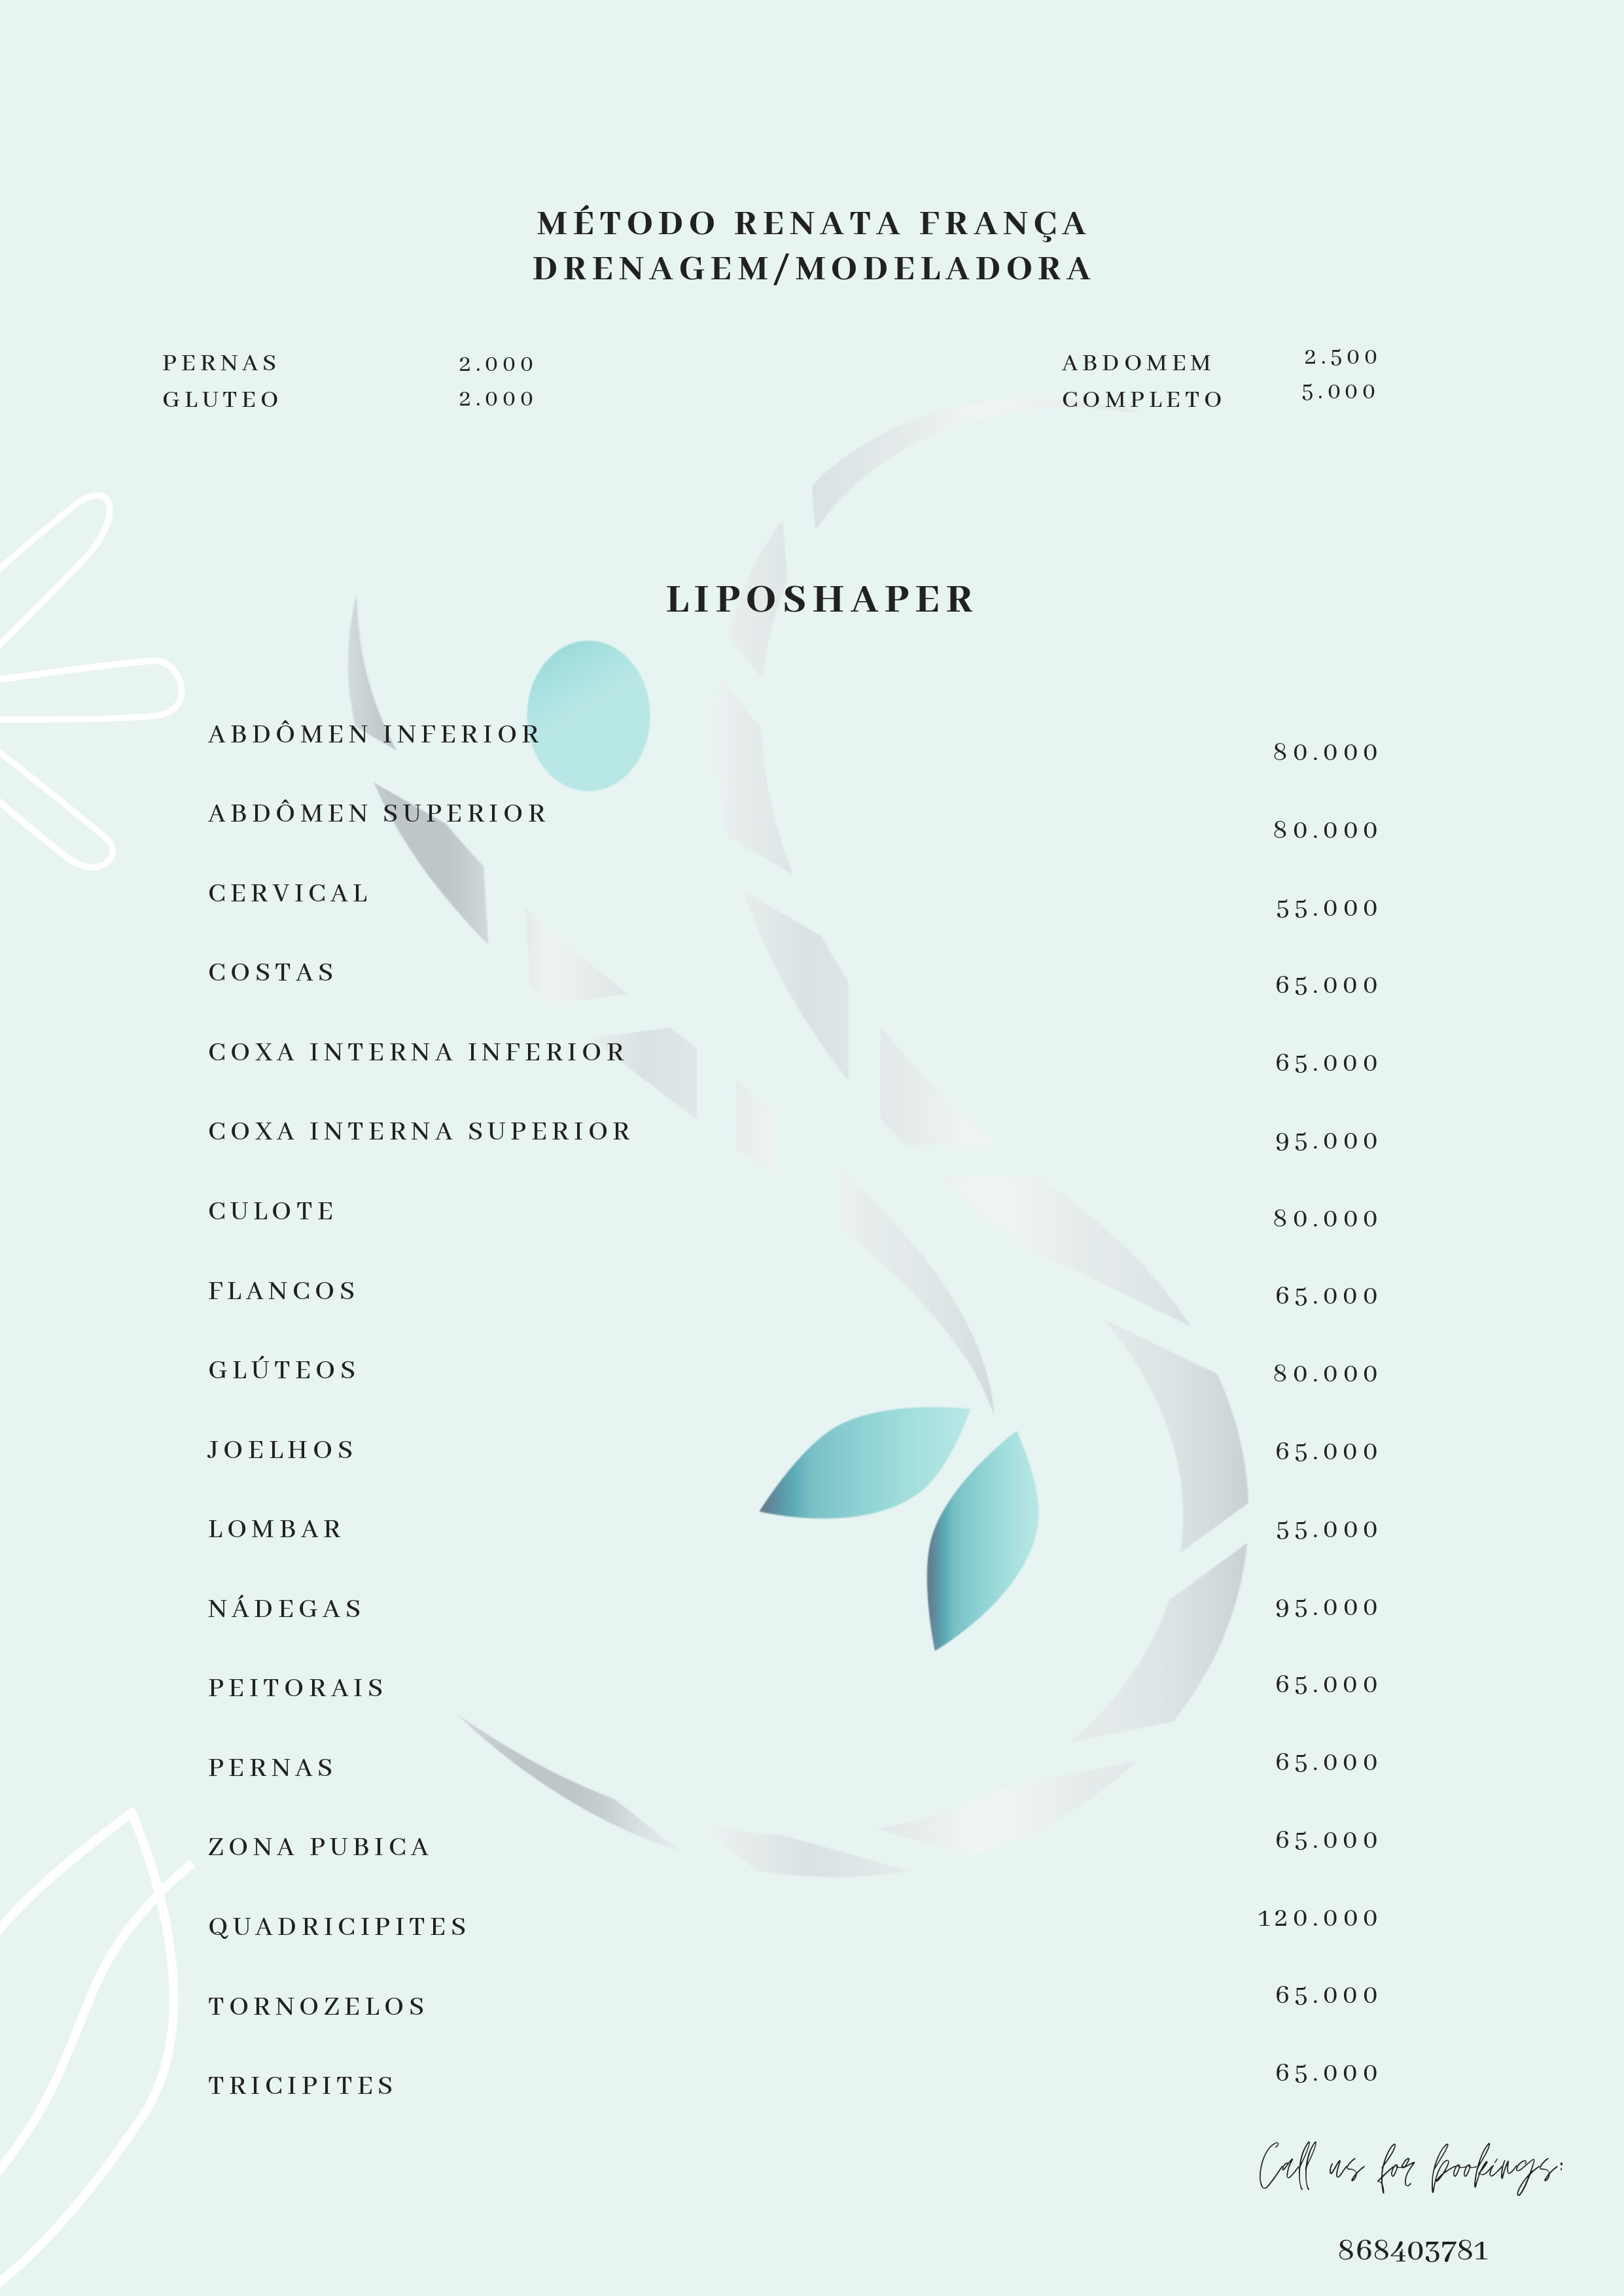 MÉTODO RENATA FRANÇA
DRENAGEM/MODELADORA
PERNAS 2.000 ABDOMEM 2.500
GLUTEO 2.000 COMPLETO 5.000
LIPOSHAPER
ABDÔMEN INFERIOR 80.000
ABDÔMEN SUPERIOR 80.000
CERVICAL 55.000
COSTAS 65.000
COXA INTERNA INFERIOR 65.000
COXA INTERNA SUPERIOR 95.000
CULOTE 80.000
FLANCOS 65.000
GLÚTEOS 80.000
JOELHOS 65.000
LOMBAR 55.000
NÁDEGAS 95.000
PEITORAIS 65.000
PERNAS 65.000
ZONA PUBICA 65.000
QUADRICIPITES 120.000
TORNOZELOS 65.000
TRICIPITES 65.000
Call us for bookings:
868403781